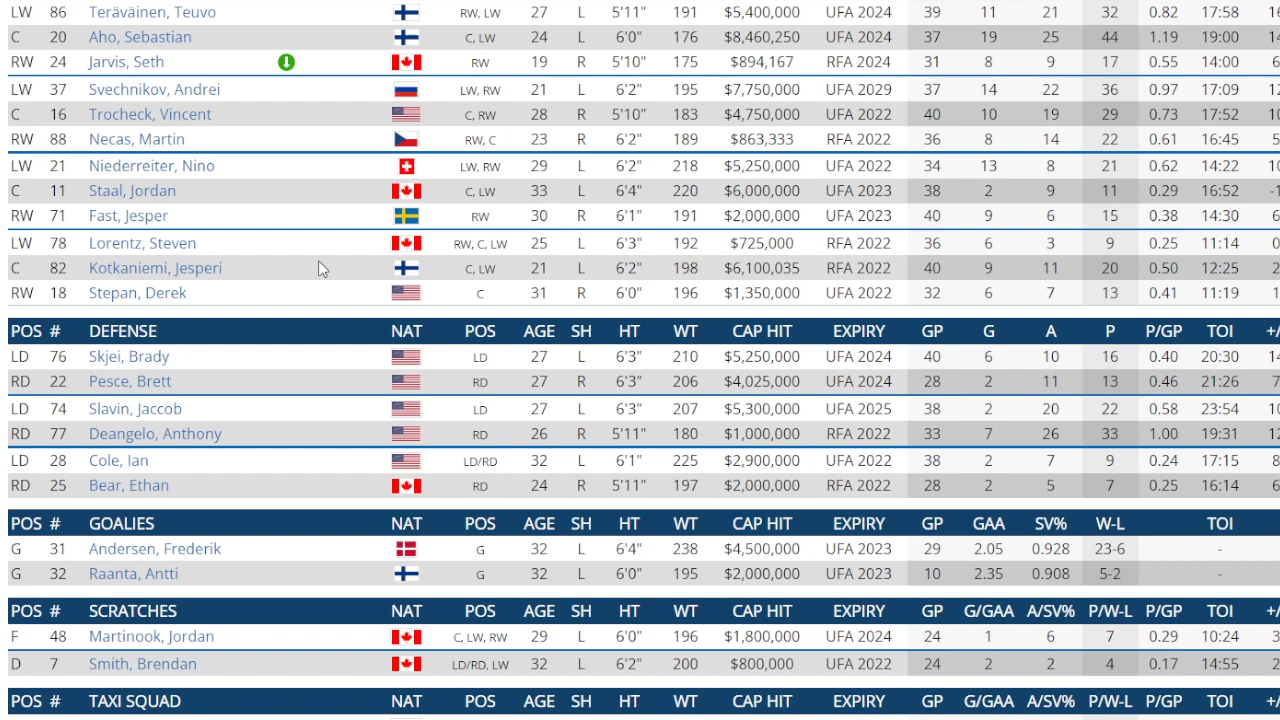 LW 86 Teräväinen, Teuvo RW, LW 27 L 5'11" 191 $5,400,000 UFA 2024 39 11 21 32 0.82 17:58
C 20 Aho, Sebastian C, LW 24 L 6'0" 176 $8,460,250 UFA 2024 37 19 25 44 1.19 19:00
RW 24 Jarvis, Seth RW 19 R 5'10" 175 $894,167 RFA 2024 31 8 9 17 0.55 14:00 6
LW 37 Svechnikov, Andrei LW, RW 21 L 6'2" 195 $7,750,000 UFA 2029 37 14 22 36 0.97 17:09
C 16 Trocheck, Vincent C, RW 28 R 5'10" 183 $4,750,000 UFA 2022 40 10 19 29 0.73 17:52
RW 88 Necas, Martin RW, C 23 R 6'2" 189 $863,333 RFA 2022 36 8 14 22 0.61 16:45 5
LW 21 Niederreiter, Nino LW, RW 29 L 6'2" 218 $5,250,000 UFA 2022 34 13 8 21 0.62 14:22
C 11 Staal, Jordan C, LW 33 L 6'4" 220 $6,000,000 UFA 2023 38 2 9 11 0.29 16:52
RW 71 Fast, Jesper RW 30 R 6'1" 191 $2,000,000 UFA 2023 40 9 6 15 0.38 14:30
LW 78 Lorentz, Steven RW, C, LW 25 L 6'3" 192 $725,000 RFA 2022 36 6 3 9 0.25 11:14 0
C 82 Kotkaniemi, Jesperi C, LW 21 L 6'2" 198 $6,100,035 RFA 2022 40 9 11 20 0.50 12:25
RW 18 Stepan, Derek C 31 R 6'0" 196 $1,350,000 UFA 2022 32 6 7 13 0.41 11:19
POS # DEFENSE NAT POS AGE SH HT WT CAP HIT EXPIRY GP G A P P/GP TOI +/
LD 76 Skjei, Brady LD 27 L 6'3" 210 $5,250,000 UFA 2024 40 6 10 16 0.40 20:30
RD 22 Pesce, Brett RD 27 R 6'3" 206 $4,025,000 UFA 2024 28 2 11 13 0.46 21:26
LD 74 Slavin, Jaccob LD 27 L 6'3" 207 $5,300,000 UFA 2025 38 2 20 22 0.58 23:54
RD 77 Deangelo, Anthony RD 26 R 5'11" 180 $1,000,000 RFA 2022 33 7 26 33 1.00 19:31
LD 28 Cole, Ian LD/RD 32 L 6'1" 225 $2,900,000 UFA 2022 38 2 7 9 0.24 17:15 8
RD 25 Bear, Ethan RD 24 R 5'11" 197 $2,000,000 RFA 2022 28 2 5 7 0.25 16:14 6
POS # GOALIES NAT POS AGE SH HT WT CAP HIT EXPIRY GP GAA SV% W-L TOI
G 31 Andersen, Frederik G 32 L 6'4" 238 $4,500,000 UFA 2023 29 2.05 0.928 23-6 -
G 32 Raanta, Antti G 32 L 6'0" 195 $2,000,000 UFA 2023 10 2.35 0.908 5-2 -
POS # SCRATCHES NAT POS AGE SH HT WT CAP HIT EXPIRY GP G/GAA A/SV% P/W-L P/GP TOI +/
F 48 Martinook, Jordan C, LW, RW 29 L 6'0" 196 $1,800,000 UFA 2024 24 1 6 7 0.29 10:24 3
D 7 Smith, Brendan LD/RD, LW 32 L 6'2" 200 $800,000 UFA 2022 24 2 2 4 0.17 14:55 2
POS # TAXI SQUAD NAT POS AGE SH HT WT CAP HIT EXPIRY GP G/GAA A/SV% P/W-L P/GP TOI +/